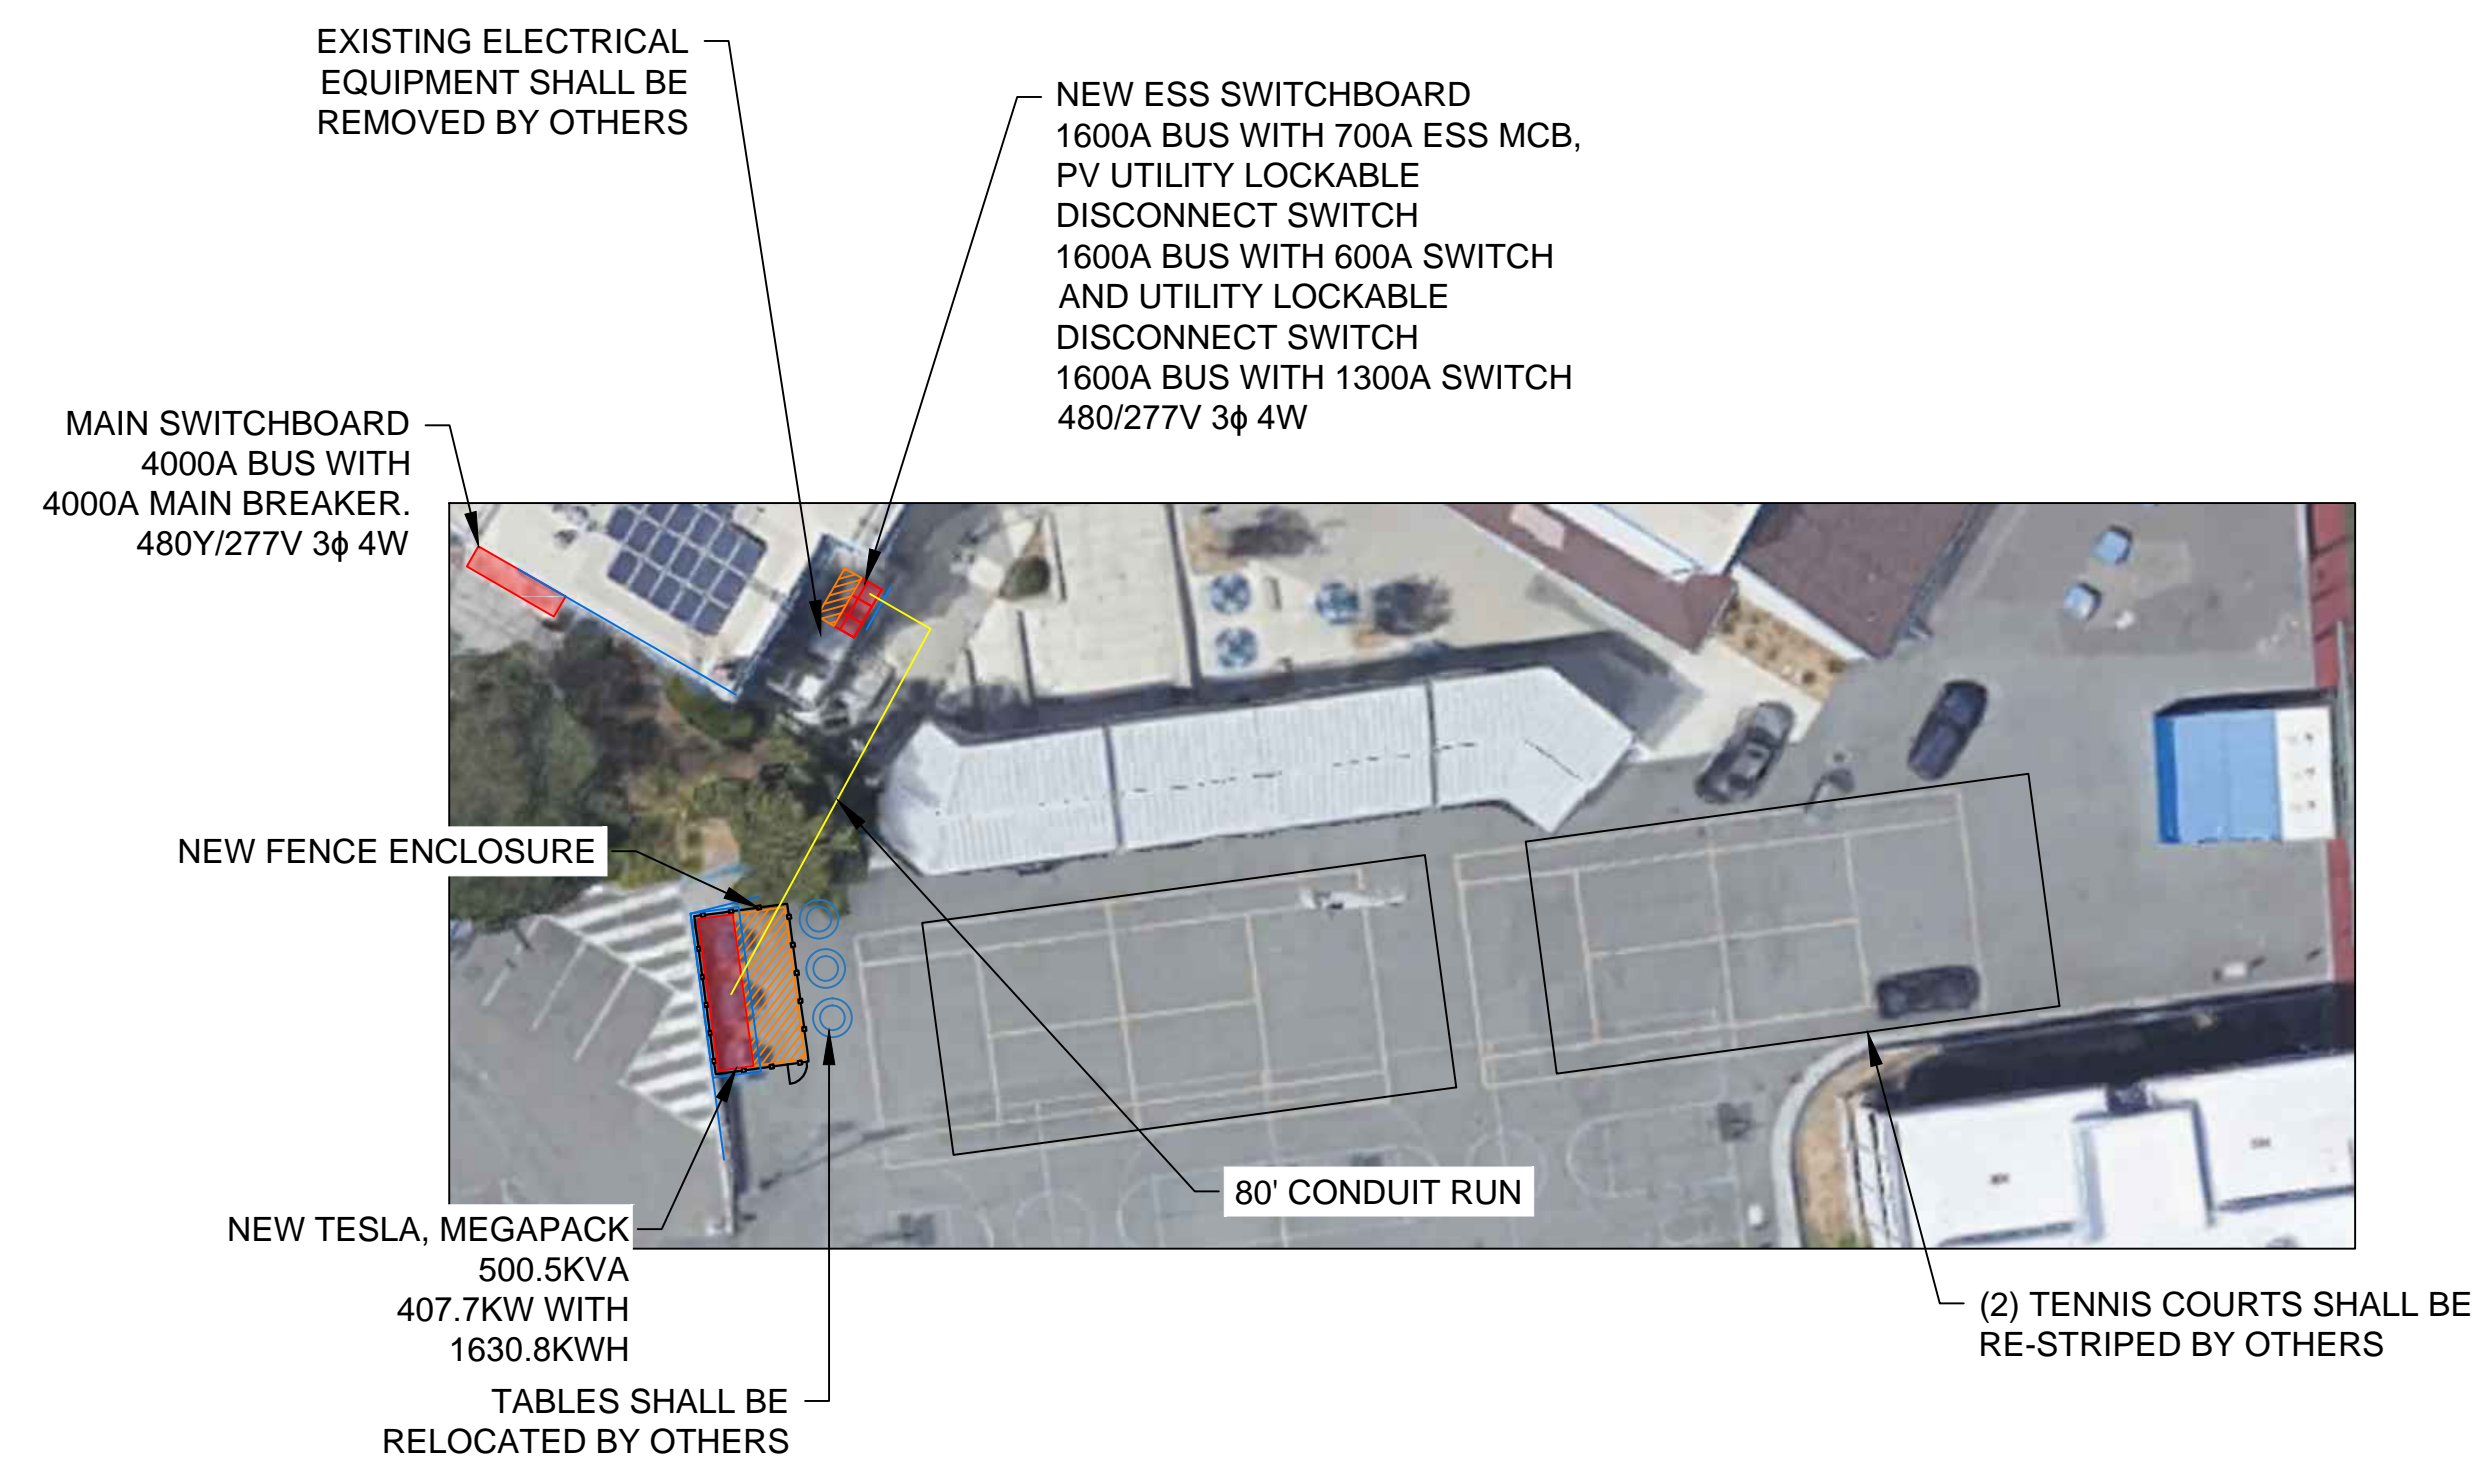 EXISTING ELECTRICAL
EQUIPMENT SHALL BE
REMOVED BY OTHERS
NEW ESS SWITCHBOARD
1600A BUS WITH 700A ESS MCB,
PV UTILITY LOCKABLE
DISCONNECT SWITCH
1600A BUS WITH 600A SWITCH
AND UTILITY LOCKABLE
DISCONNECT SWITCH
1600A BUS WITH 1300A SWITCH
480/277V 3ϕ 4W
MAIN SWITCHBOARD
4000A BUS WITH
4000A MAIN BREAKER.
480Y/277V 3ϕ 4W
NEW FENCE ENCLOSURE
80' CONDUIT RUN
NEW TESLA, MEGAPACK
500.5KVA
407.7KW WITH
1630.8KWH
(2) TENNIS COURTS SHALL BE
RE-STRIPED BY OTHERS
TABLES SHALL BE
RELOCATED BY OTHERS